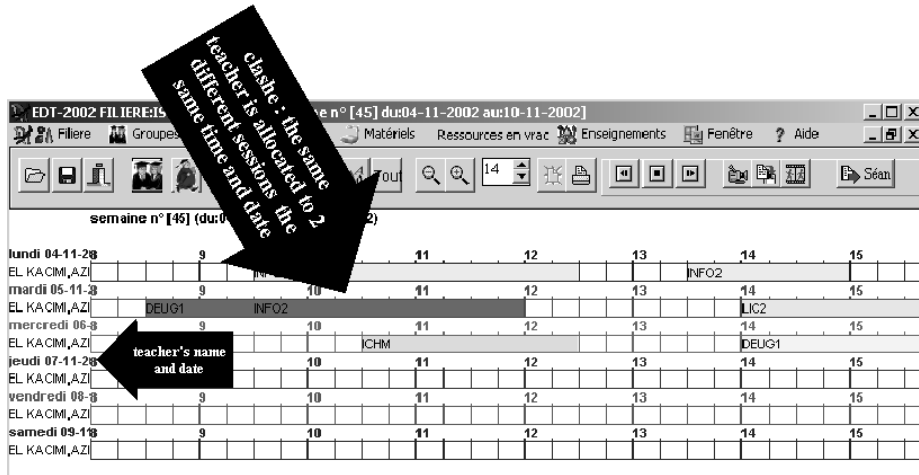 clashe : the same
teacher is allocated to 2
different sessions the
same time and date
EDT-2002 FILIERE:IS n° [45] du:04-11-2002 au:10-11-2002]
Filiere Groupes Matériels Ressources en vrac Enseignements Fenêtre ? Aide
Tout 14 Séan
semaine n° [45] (du:0 2)
lundi 04-11-2 8 9 11 12 13 14 15
EL KACIMI,AZI INFO2
mardi 05-11-2 8 9 10 11 12 13 14 15
EL KACIMI,AZI DEUG1 INFO2 LIC2
mercredi 06- 8 9 10 11 12 13 14 15
EL KACIMI,AZI ICHM DEUG1
teacher's name
and date
jeudi 07-11-2 8 10 11 12 13 14 15
EL KACIMI,AZI
vendredi 08- 8 9 10 11 12 13 14 15
EL KACIMI,AZI
samedi 09-1 8 9 10 11 12 13 14 15
EL KACIMI,AZI